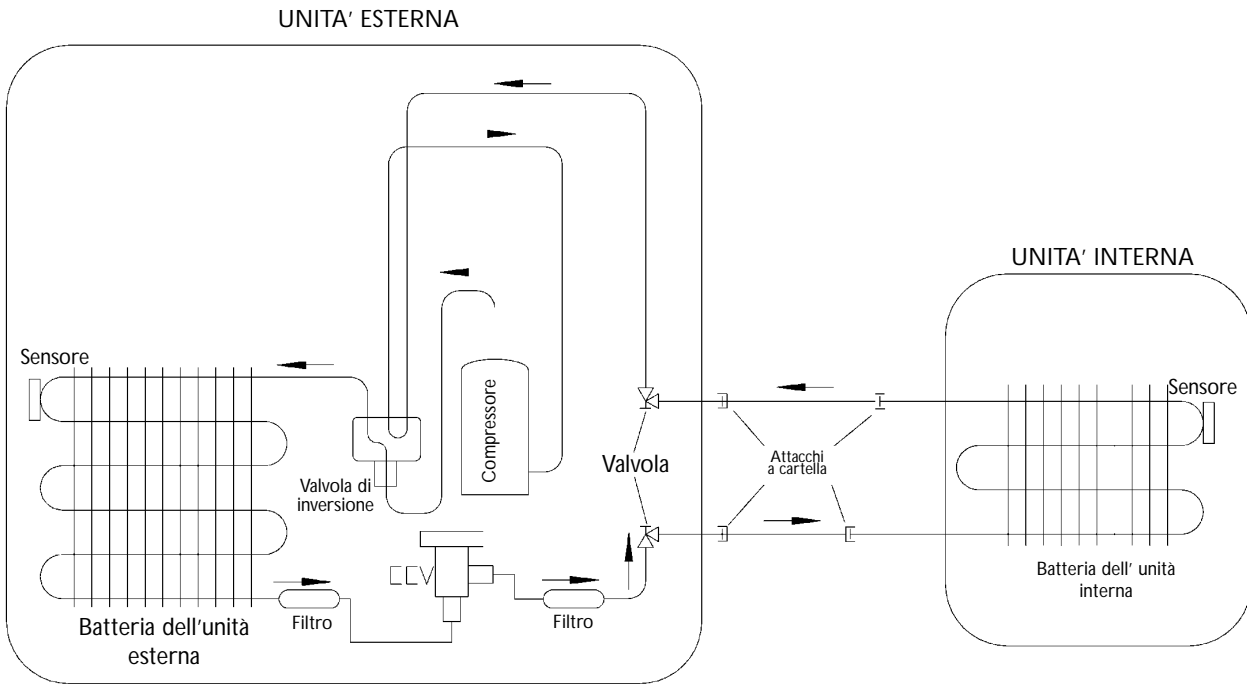 UNITA' ESTERNA
UNITA' INTERNA
Sensore
Sensore
Compressore
Valvola
Attacchi
a cartella
Valvola di
inversione
EEV
Batteria dell' unità
interna
Filtro
Filtro
Batteria dell'unità
esterna